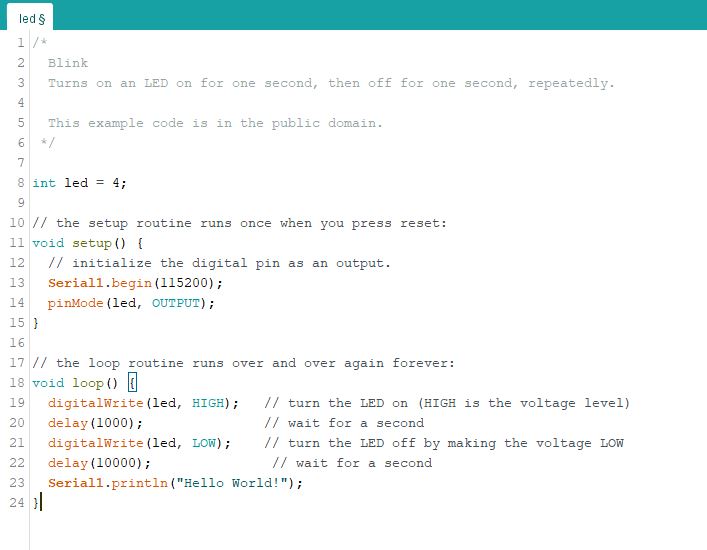 led §
1 /*
2   Blink
3   Turns on an LED on for one second, then off for one second, repeatedly.
4
5   This example code is in the public domain.
6  */
7
8 int led = 4;
9
10 // the setup routine runs once when you press reset:
11 void setup() {
12   // initialize the digital pin as an output.
13   Serial1.begin(115200);
14   pinMode(led, OUTPUT);
15 }
16
17 // the loop routine runs over and over again forever:
18 void loop() {
19   digitalWrite(led, HIGH);   // turn the LED on (HIGH is the voltage level)
20   delay(1000);               // wait for a second
21   digitalWrite(led, LOW);    // turn the LED off by making the voltage LOW
22   delay(10000);               // wait for a second
23   Serial1.println("Hello World!");
24 }